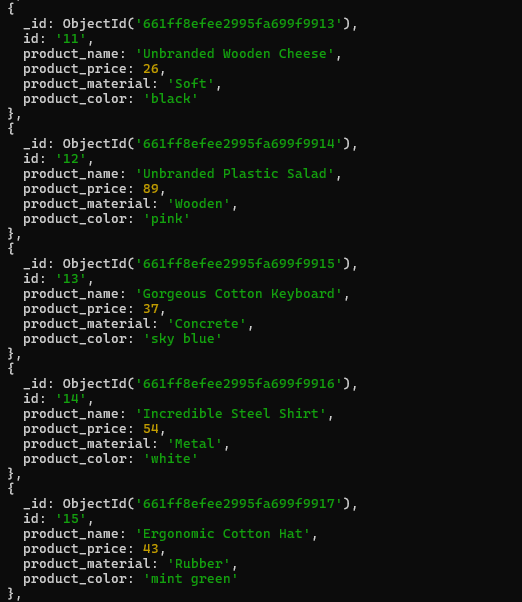 {
  _id: ObjectId('661ff8efee2995fa699f9913'),
  id: '11',
  product_name: 'Unbranded Wooden Cheese',
  product_price: 26,
  product_material: 'Soft',
  product_color: 'black'
},
{
  _id: ObjectId('661ff8efee2995fa699f9914'),
  id: '12',
  product_name: 'Unbranded Plastic Salad',
  product_price: 89,
  product_material: 'Wooden',
  product_color: 'pink'
},
{
  _id: ObjectId('661ff8efee2995fa699f9915'),
  id: '13',
  product_name: 'Gorgeous Cotton Keyboard',
  product_price: 37,
  product_material: 'Concrete',
  product_color: 'sky blue'
},
{
  _id: ObjectId('661ff8efee2995fa699f9916'),
  id: '14',
  product_name: 'Incredible Steel Shirt',
  product_price: 54,
  product_material: 'Metal',
  product_color: 'white'
},
{
  _id: ObjectId('661ff8efee2995fa699f9917'),
  id: '15',
  product_name: 'Ergonomic Cotton Hat',
  product_price: 43,
  product_material: 'Rubber',
  product_color: 'mint green'
},